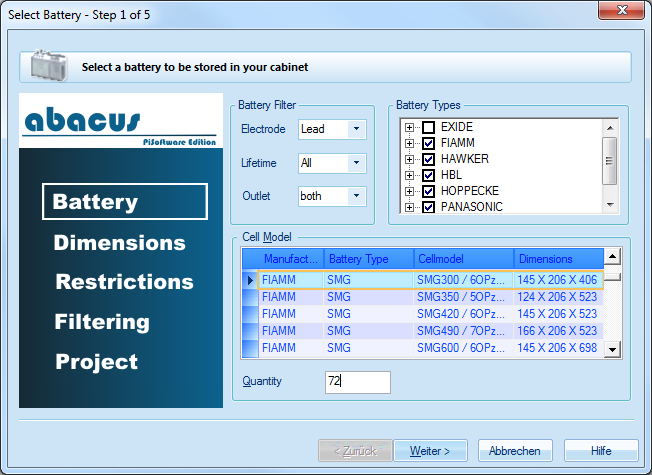 Select Battery - Step 1 of 5
Select a battery to be stored in your cabinet
abacus
PiSoftware Edition
Battery
Dimensions
Restrictions
Filtering
Project
Battery Filter
Electrode Lead
Lifetime All
Outlet both
Battery Types
EXIDE
FIAMM
HAWKER
HBL
HOPPECKE
PANASONIC
Cell Model
Manufact... Battery Type Cellmodel Dimensions
FIAMM SMG SMG300 / 6OPz... 145 X 206 X 406
FIAMM SMG SMG350 / 5OPz... 124 X 206 X 523
FIAMM SMG SMG420 / 6OPz... 145 X 206 X 523
FIAMM SMG SMG490 / 7OPz... 166 X 206 X 523
FIAMM SMG SMG600 / 6OPz... 145 X 206 X 698
Quantity 72
< Zurück Weiter > Abbrechen Hilfe